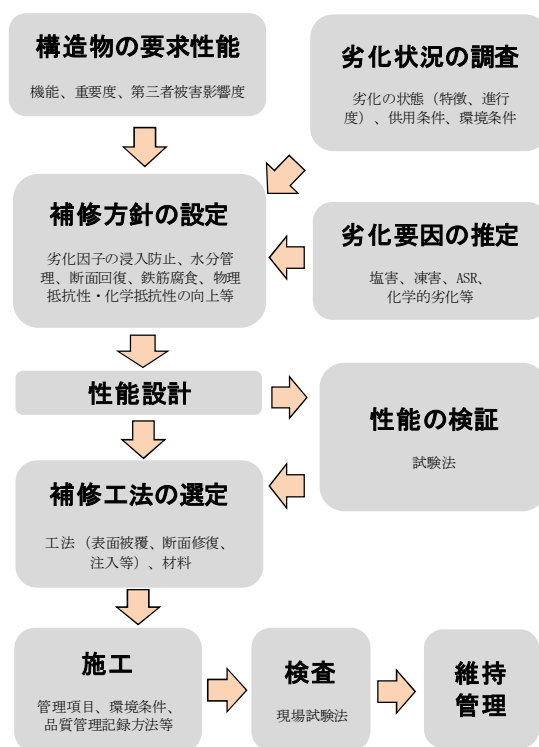 構造物の要求性能
機能、重要度、第三者被害影響度
劣化状況の調査
劣化の状態（特徴、進行
度）、供用条件、環境条件
補修方針の設定
劣化因子の浸入防止、水分管
理、断面回復、鉄筋腐食、物理
抵抗性・化学抵抗性の向上等
劣化要因の推定
塩害、凍害、ASR、
化学的劣化等
性能設計
性能の検証
試験法
補修工法の選定
工法（表面被覆、断面修復、
注入等）、材料
施工
管理項目、環境条件、
品質管理記録方法等
検査
現場試験法
維持
管理